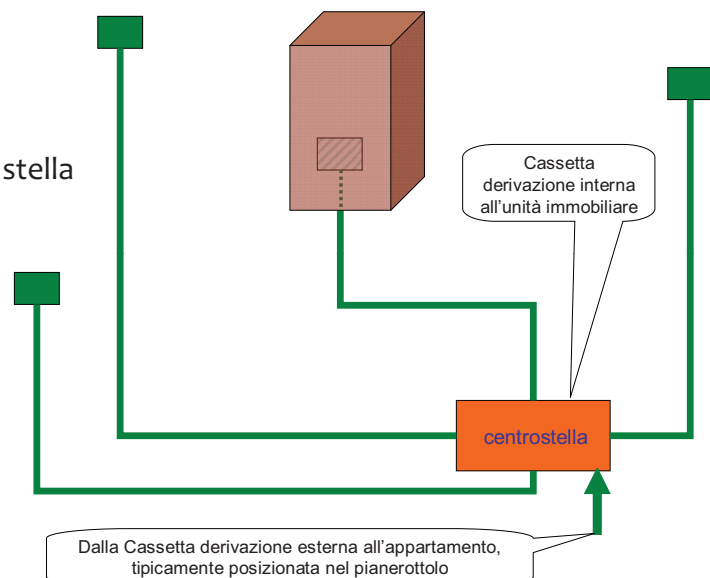 stella
Cassetta
derivazione interna
all'unità immobiliare
centrostella
Dalla Cassetta derivazione esterna all'appartamento,
tipicamente posizionata nel pianerottolo